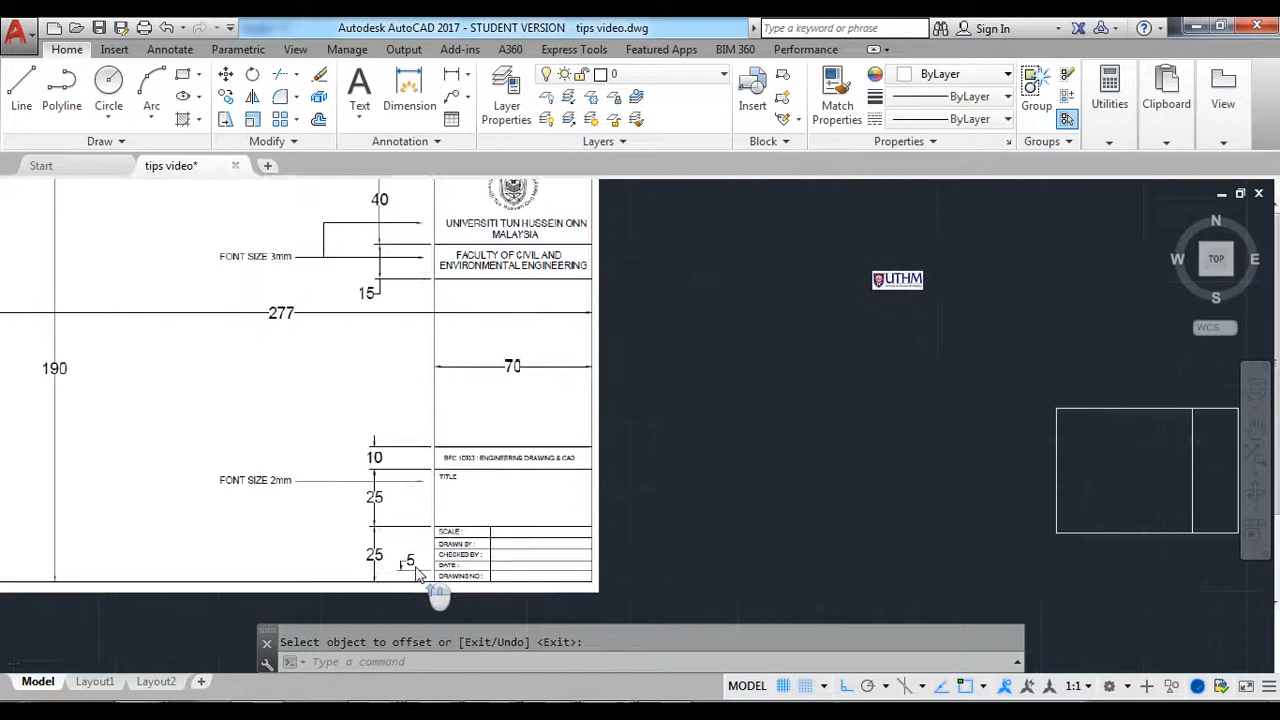 Autodesk AutoCAD 2017 - STUDENT VERSION tips video.dwg
Type a keyword or phrase
Sign In
Home Insert Annotate Parametric View Manage Output Add-ins A360 Express Tools Featured Apps BIM 360 Performance
Line Polyline Circle Arc
Text Dimension
Layer Properties
0
Insert
Match Properties
ByLayer
ByLayer
ByLayer
Group
Utilities
Clipboard
View
Draw Modify Annotation Layers Block Properties Groups
Start tips video*
40
UNIVERSITI TUN HUSSEIN ONN
MALAYSIA
FONT SIZE 3mm
FACULTY OF CIVIL AND
ENVIRONMENTAL ENGINEERING
15
277
190
70
10
: ENGINEERING DRAWING & CAD
FONT SIZE 2mm
TITLE
25
SCALE :
DRAWN BY :
25
CHECKED BY :
5
DATE :
DRAWING NO :
UTHM
N
W TOP E
S
WCS
Select object to offset or [Exit/Undo] <Exit>:
Type a command
Model Layout1 Layout2
MODEL
1:1